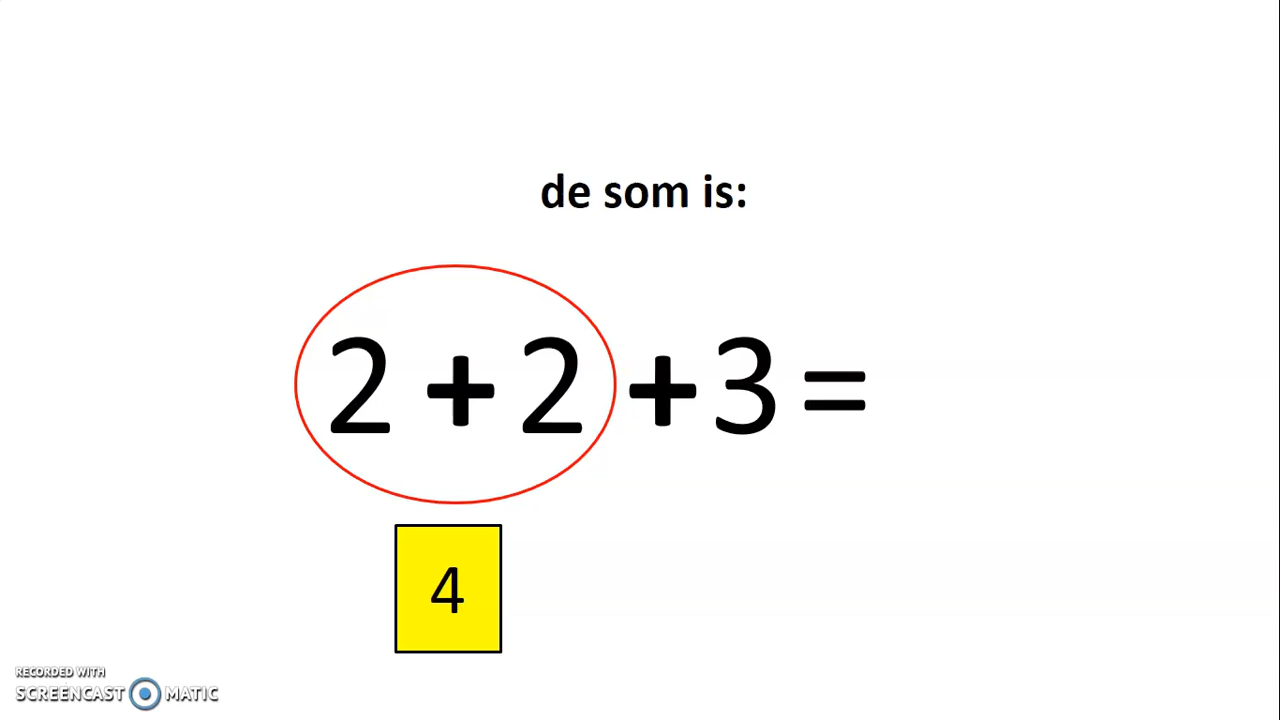 de som is:
2 + 2 + 3 =
4
RECORDED WITH
SCREENCAST MATIC